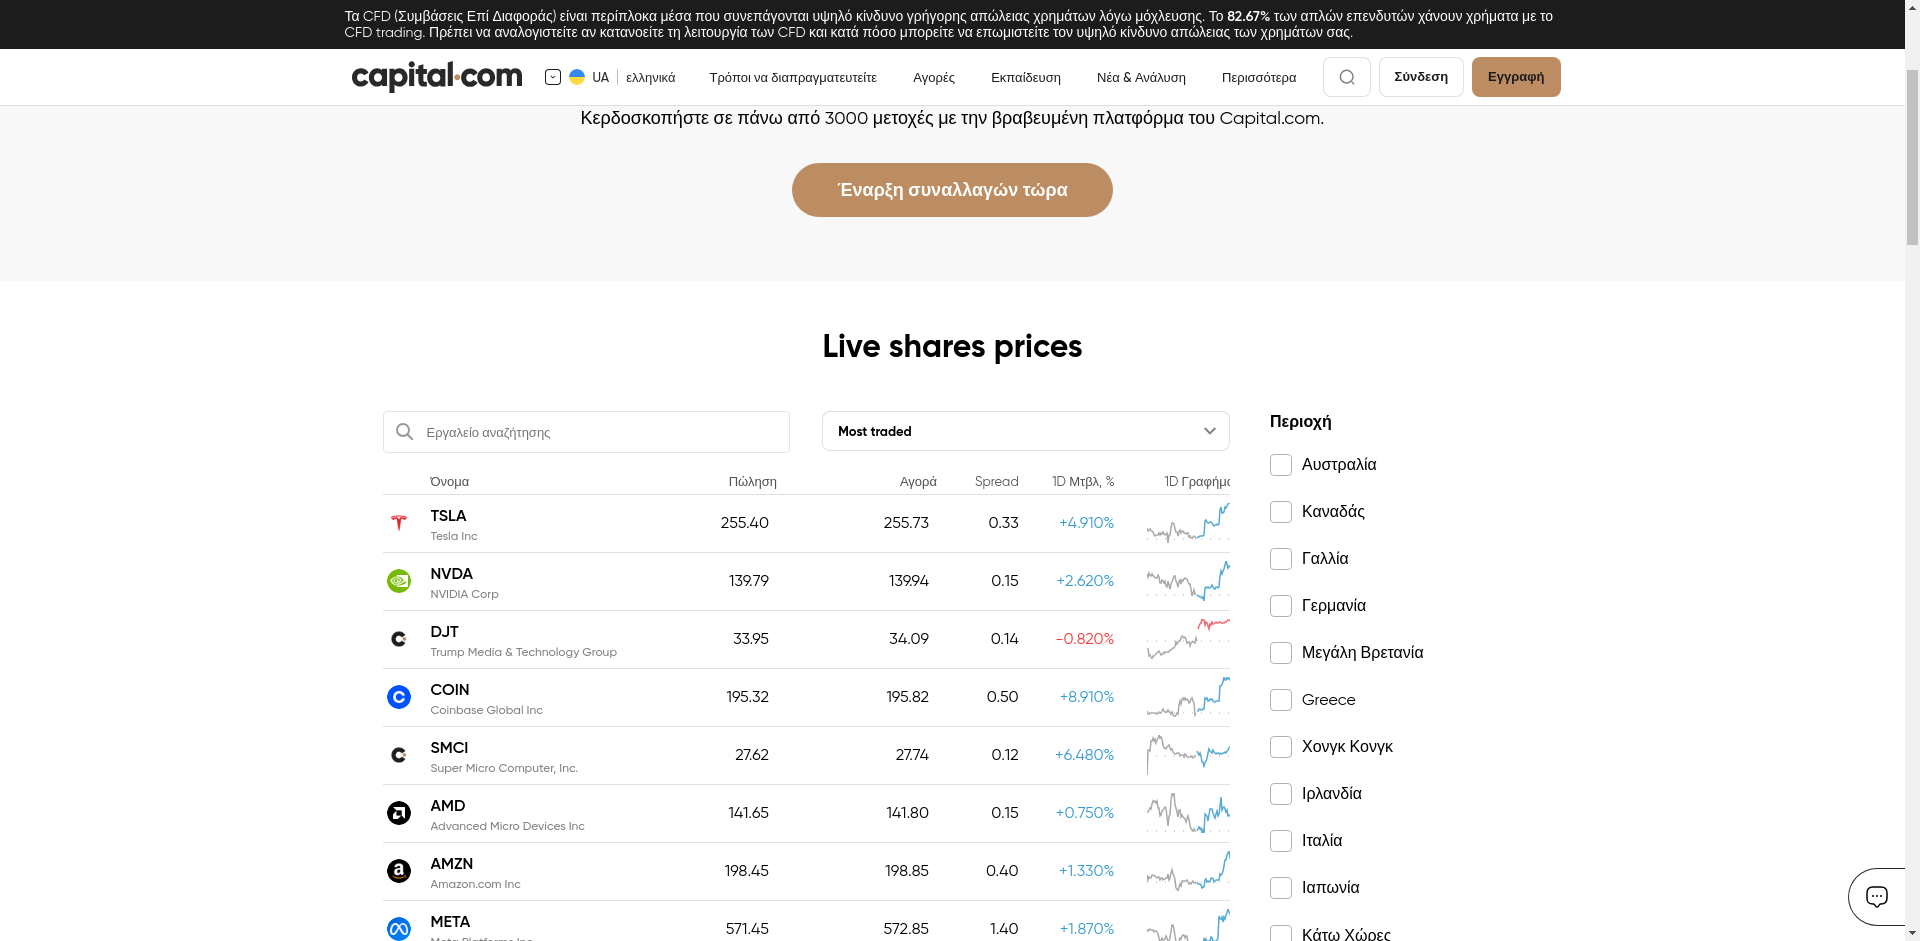 Τα CFD (Συμβάσεις Επί Διαφοράς) είναι περίπλοκα μέσα που συνεπάγονται υψηλό κίνδυνο γρήγορης απώλειας χρημάτων λόγω μόχλευσης. Το 82.67% των απλών επενδυτών χάνουν χρήματα με το
CFD trading. Πρέπει να αναλογιστείτε αν κατανοείτε τη λειτουργία των CFD και κατά πόσο μπορείτε να επωμιστείτε τον υψηλό κίνδυνο απώλειας των χρημάτων σας.
capital.com UA ελληνικά Τρόποι να διαπραγματευτείτε Αγορές Εκπαίδευση Νέα & Ανάλυση Περισσότερα Σύνδεση Εγγραφή
Κερδοσκοπήστε σε πάνω από 3000 μετοχές με την βραβευμένη πλατφόρμα του Capital.com.
Έναρξη συναλλαγών τώρα
Live shares prices
Εργαλείο αναζήτησης
Most traded
Όνομα Πώληση Αγορά Spread 1D Μτβλ, % 1D Γράφημα
TSLA 255.40 255.73 0.33 +4.910%
Tesla Inc
NVDA 139.79 139.94 0.15 +2.620%
NVIDIA Corp
DJT 33.95 34.09 0.14 -0.820%
Trump Media & Technology Group
COIN 195.32 195.82 0.50 +8.910%
Coinbase Global Inc
SMCI 27.62 27.74 0.12 +6.480%
Super Micro Computer, Inc.
AMD 141.65 141.80 0.15 +0.750%
Advanced Micro Devices Inc
AMZN 198.45 198.85 0.40 +1.330%
Amazon.com Inc
META 571.45 572.85 1.40 +1.870%
Meta Platforms Inc
Περιοχή
Αυστραλία
Καναδάς
Γαλλία
Γερμανία
Μεγάλη Βρετανία
Greece
Χονγκ Κονγκ
Ιρλανδία
Ιταλία
Ιαπωνία
Κάτω Χώρες